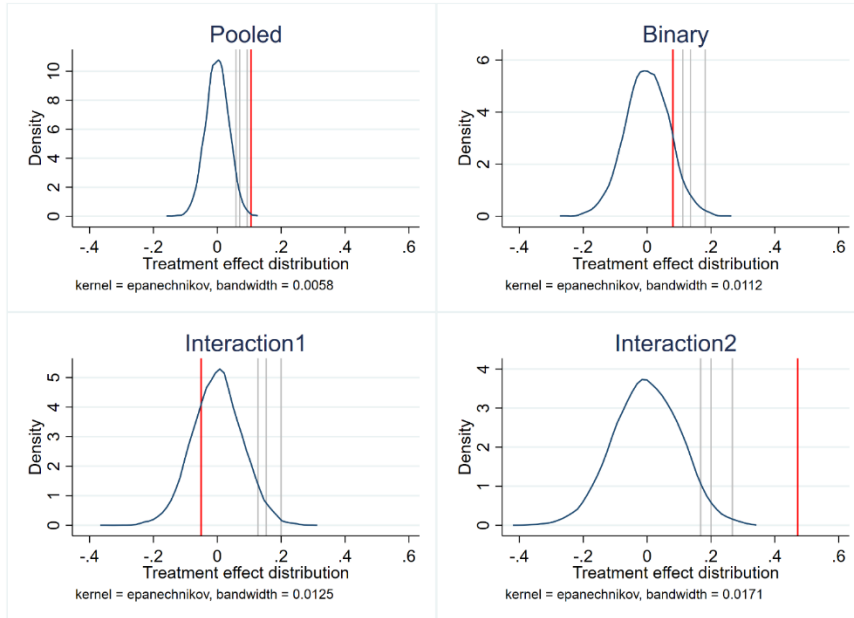 Pooled
Density
10
8
6
4
2
0
-.4 -.2 0 .2 .4 .6
Treatment effect distribution
kernel = epanechnikov, bandwidth = 0.0058
Binary
Density
6
4
2
0
-.4 -.2 0 .2 .4 .6
Treatment effect distribution
kernel = epanechnikov, bandwidth = 0.0112
Interaction1
Density
5
4
3
2
1
0
-.4 -.2 0 .2 .4 .6
Treatment effect distribution
kernel = epanechnikov, bandwidth = 0.0125
Interaction2
Density
4
3
2
1
0
-.4 -.2 0 .2 .4 .6
Treatment effect distribution
kernel = epanechnikov, bandwidth = 0.0171